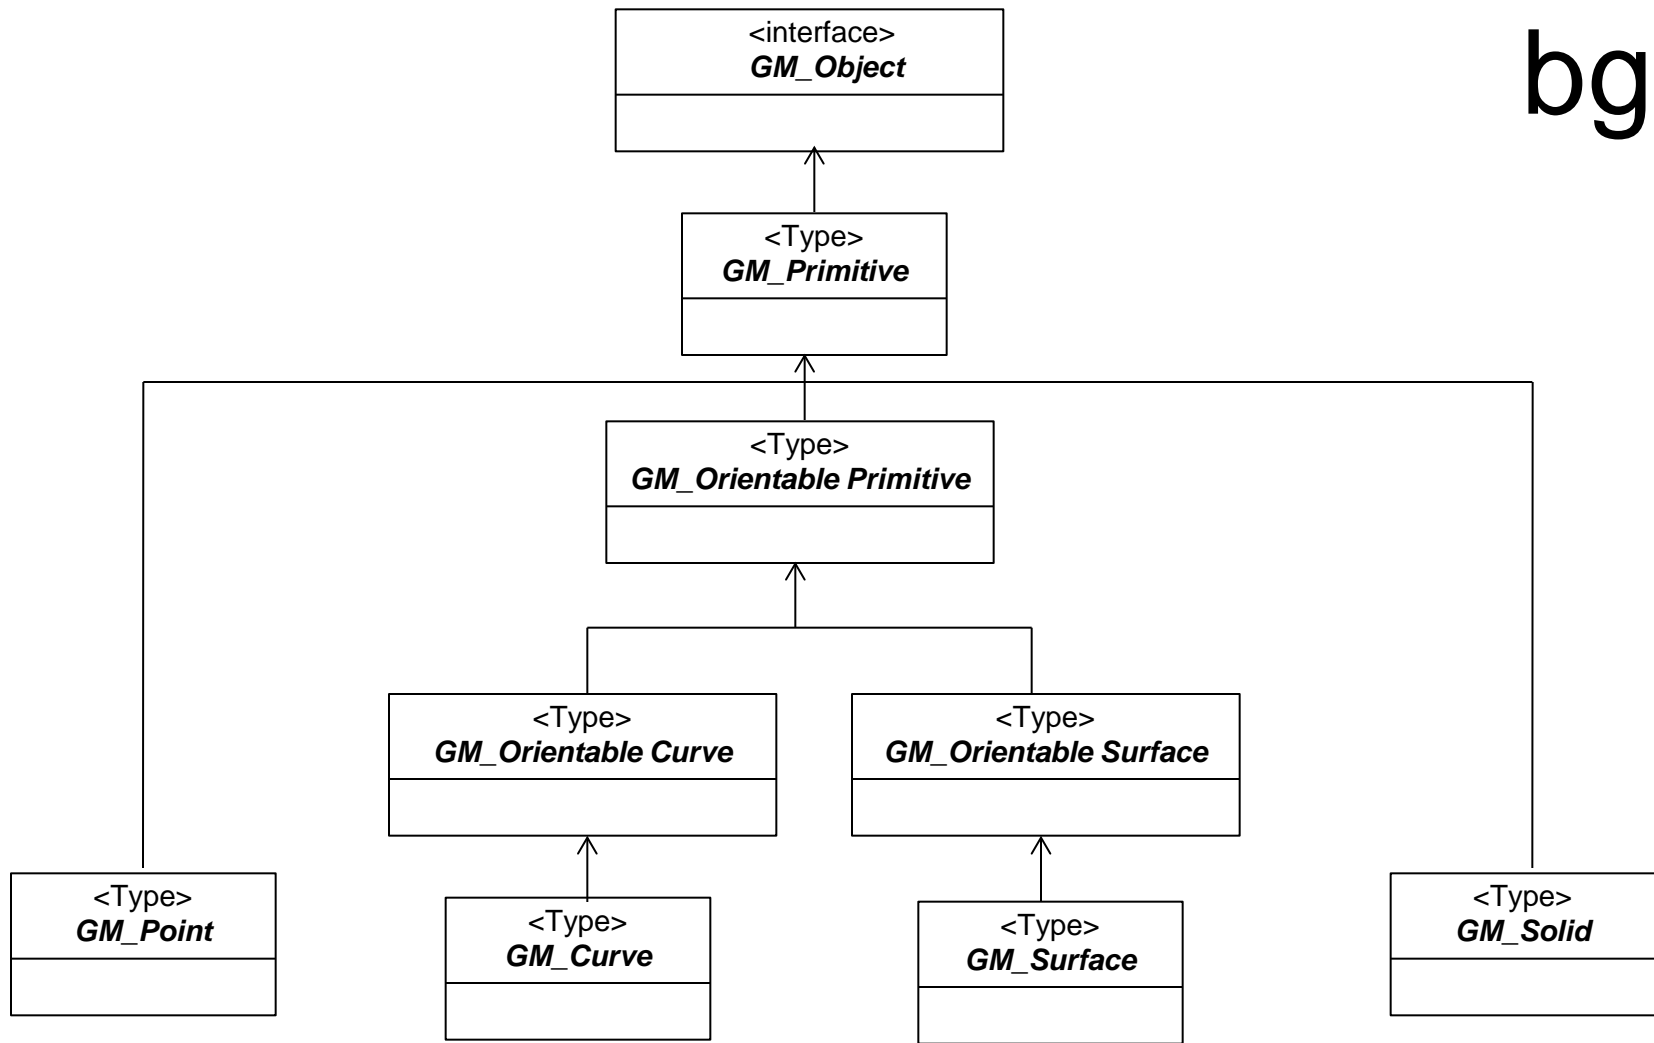 <interface>
GM_Object
bg
<Type>
GM_Primitive
<Type>
GM_Orientable Primitive
<Type>
GM_Orientable Curve
<Type>
GM_Orientable Surface
<Type>
GM_Point
<Type>
GM_Curve
<Type>
GM_Surface
<Type>
GM_Solid